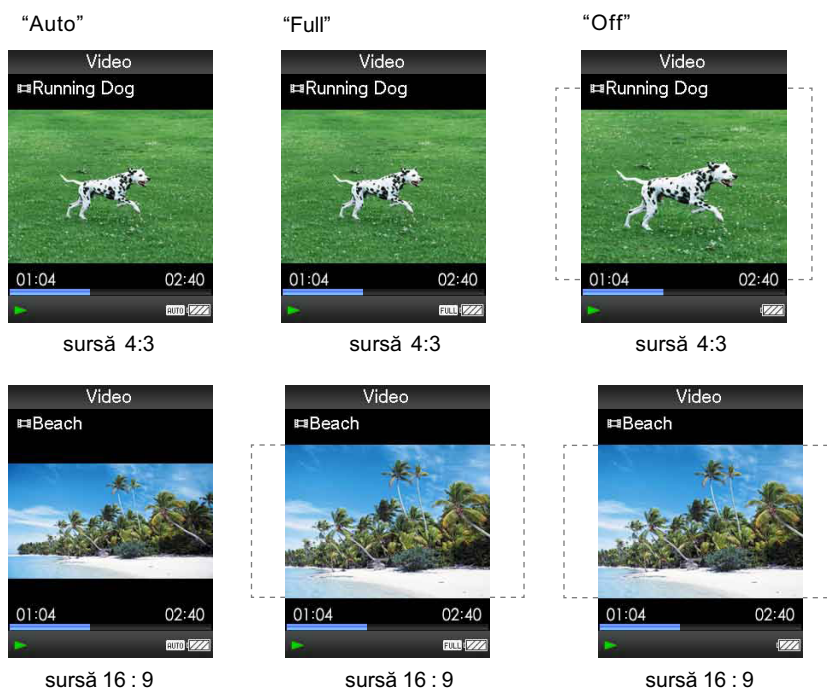 “Auto” “Full” “Off”
Video Video Video
Running Dog Running Dog Running Dog
01:04 02:40 01:04 02:40 01:04 02:40
AUTO FULL
sursă 4:3 sursă 4:3 sursă 4:3
Video Video Video
Beach Beach Beach
01:04 02:40 01:04 02:40 01:04 02:40
AUTO FULL
sursă 16 : 9 sursă 16 : 9 sursă 16 : 9